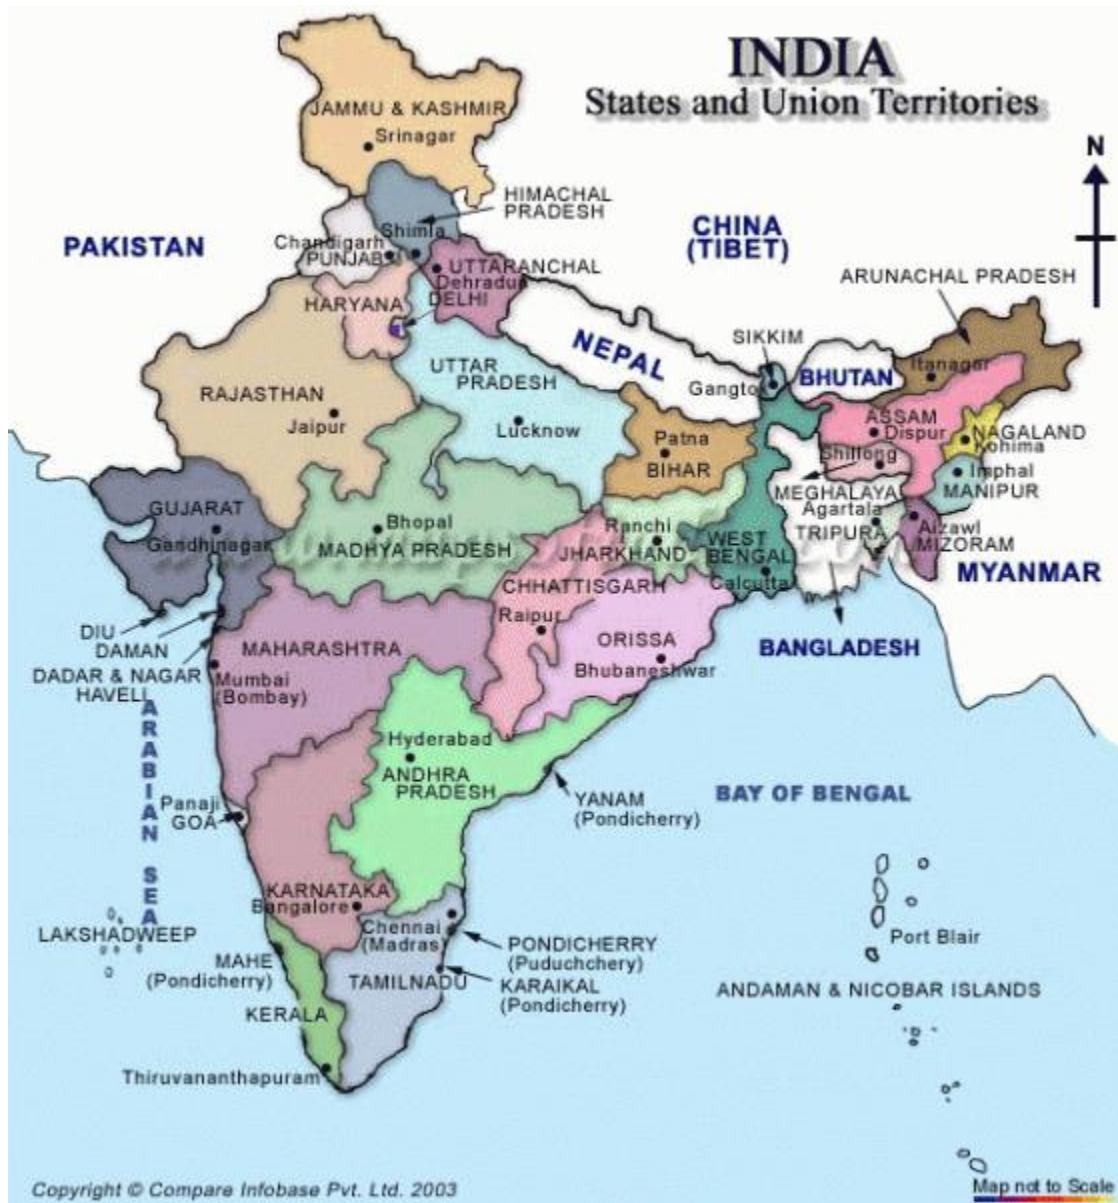 INDIA
States and Union Territories
N
JAMMU & KASHMIR
Srinagar
HIMACHAL
PRADESH
Shimla
CHINA
(TIBET)
PAKISTAN
Chandigarh
PUNJAB
UTTARANCHAL
Dehradun
DELHI
HARYANA
ARUNACHAL PRADESH
SIKKIM
NEPAL
Gangto
BHUTAN
Itanagar
UTTAR
PRADESH
RAJASTHAN
Jaipur
Lucknow
ASSAM
Dispur
NAGALAND
Kohima
Patna
BIHAR
Shillong
Imphal
MANIPUR
MEGHALAYA
Agartala
TRIPURA
Aizawl
MIZORAM
MYANMAR
GUJARAT
Gandhinagar
Bhopal
MADHYA PRADESH
Ranchi
JHARKHAND
WEST
BENGAL
Calcutta
CHHATTISGARH
Raipur
ORISSA
Bhubaneshwar
BANGLADESH
DIU
DAMAN
DADAR & NAGAR
HAVELI
MAHARASHTRA
Mumbai
(Bombay)
ARABIAN SEA
Hyderabad
ANDHRA
PRADESH
YANAM
(Pondicherry)
BAY OF BENGAL
Panaji
GOA
KARNATAKA
Bangalore
Chennai
(Madras)
LAKSHADWEEP
MAHE
(Pondicherry)
PONDICHERRY
(Puduchchery)
KARAIKAL
(Pondicherry)
TAMILNADU
KERALA
Thiruvananthapuram
Port Blair
ANDAMAN & NICOBAR ISLANDS
Copyright © Compare Infobase Pvt. Ltd. 2003
Map not to Scale